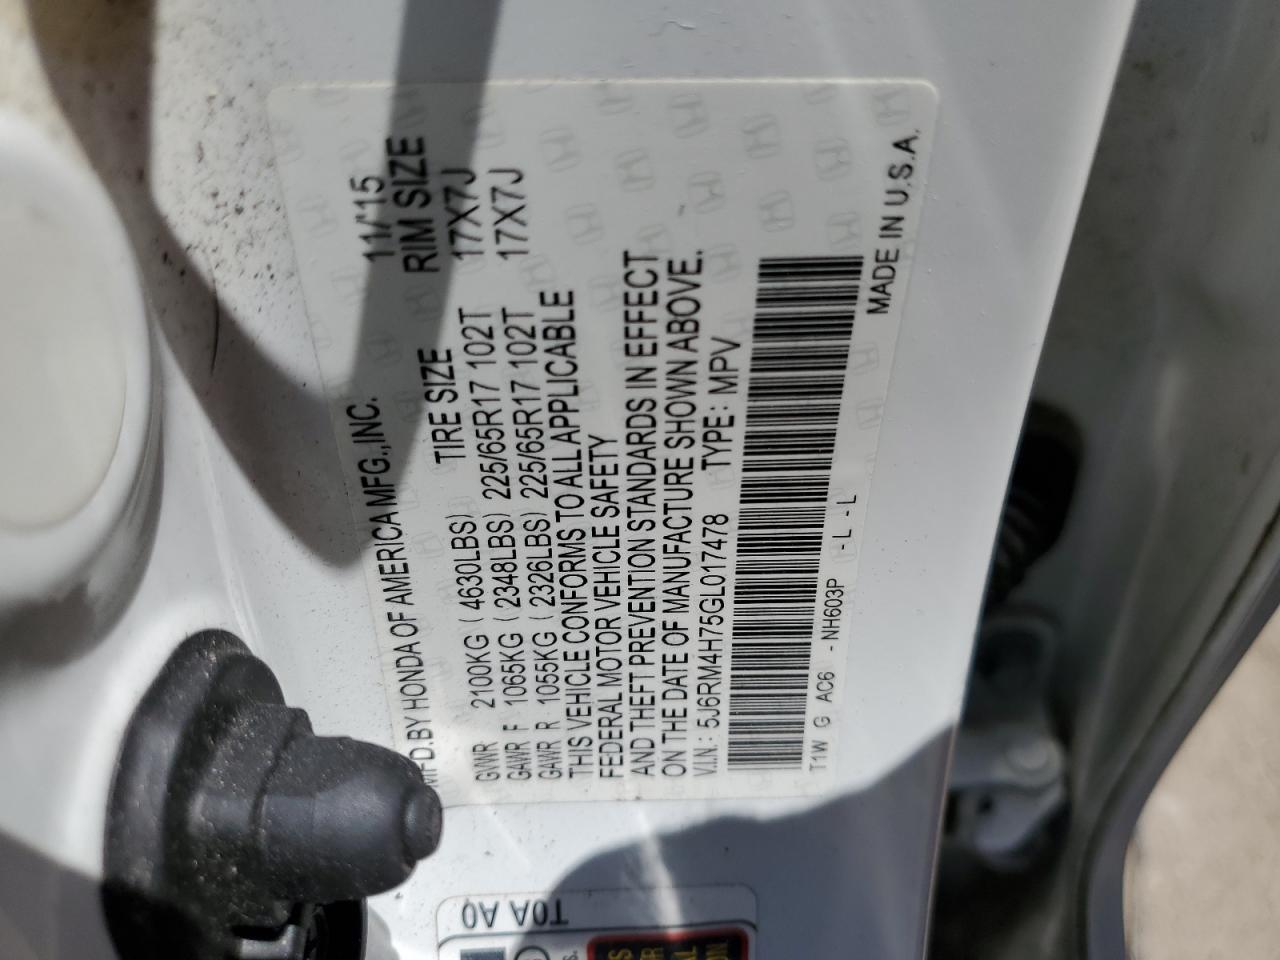 MFD.BY HONDA OF AMERICA MFG.,INC. 11/15
TIRE SIZE RIM SIZE
GVWR 2100KG ( 4630LBS)
GAWR F 1065KG ( 2348LBS) 225/65R17 102T 17X7J
GAWR R 1055KG ( 2326LBS) 225/65R17 102T 17X7J
THIS VEHICLE CONFORMS TO ALL APPLICABLE
FEDERAL MOTOR VEHICLE SAFETY
AND THEFT PREVENTION STANDARDS IN EFFECT
ON THE DATE OF MANUFACTURE SHOWN ABOVE.
V.I.N.: 5J6RM4H75GL017478 TYPE: MPV
T1W G AC6 -NH603P - L - L
MADE IN U.S.A.
T0A A0